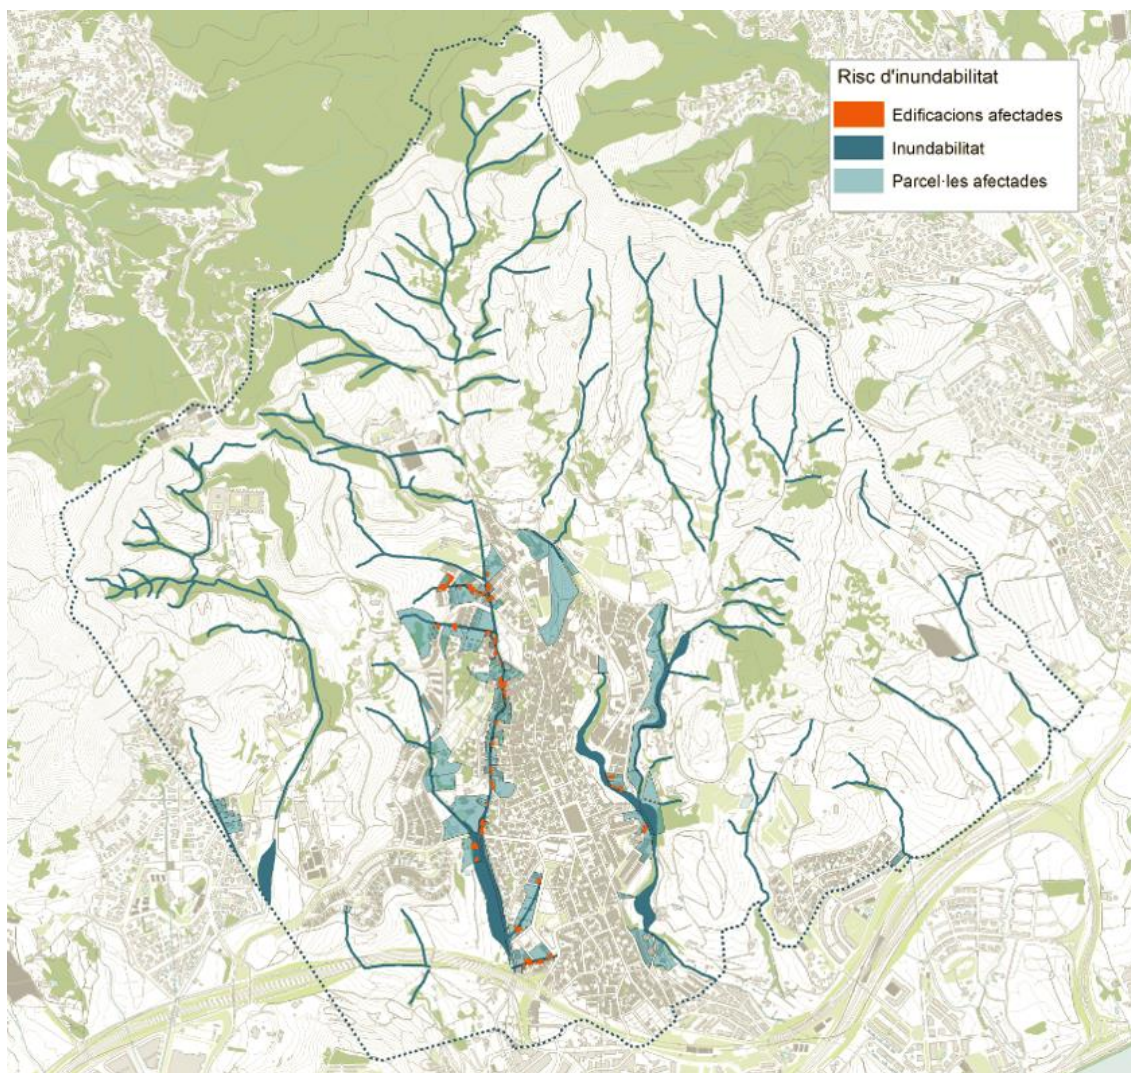 Risc d'inundabilitat
Edificacions afectades
Inundabilitat
Parcel·les afectades